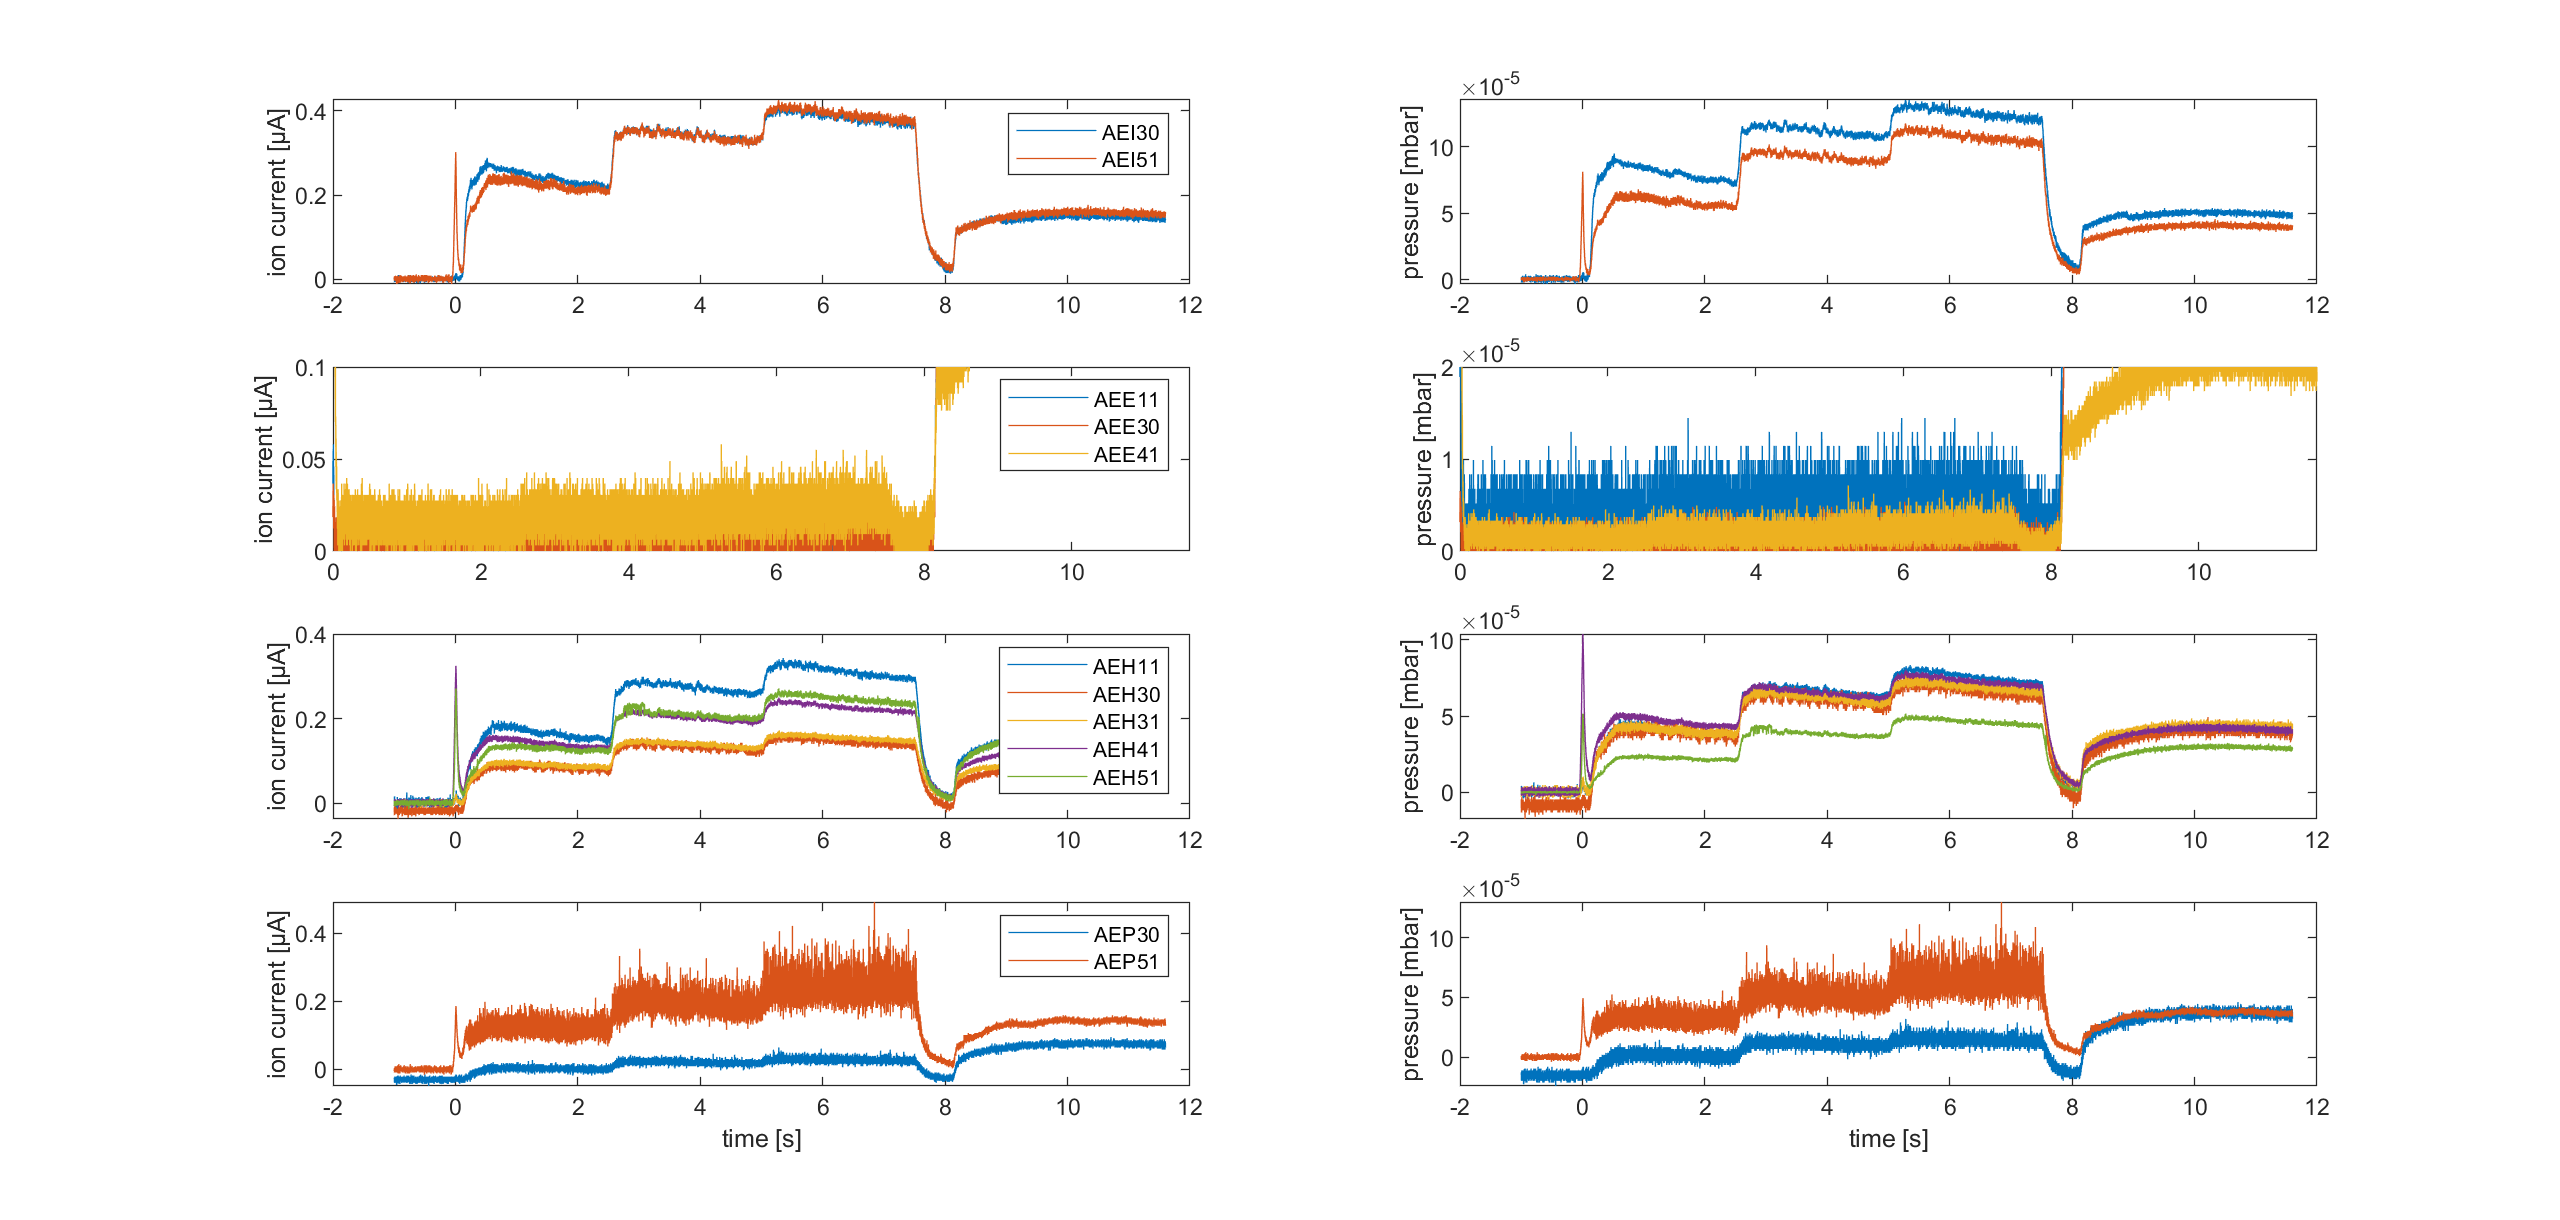 ×10-5
ion current [μA]
0.4
0.2
0
-2 0 2 4 6 8 10 12
AEI30
AEI51
pressure [mbar]
10
5
0
-2 0 2 4 6 8 10 12
×10-5
ion current [μA]
0.1
0.05
0
0 2 4 6 8 10
AEE11
AEE30
AEE41
pressure [mbar]
2
1
0
0 2 4 6 8 10
×10-5
ion current [μA]
0.4
0.2
0
-2 0 2 4 6 8 10 12
AEH11
AEH30
AEH31
AEH41
AEH51
pressure [mbar]
10
5
0
-2 0 2 4 6 8 10 12
×10-5
ion current [μA]
0.4
0.2
0
-2 0 2 4 6 8 10 12
time [s]
AEP30
AEP51
pressure [mbar]
10
5
0
-2 0 2 4 6 8 10 12
time [s]